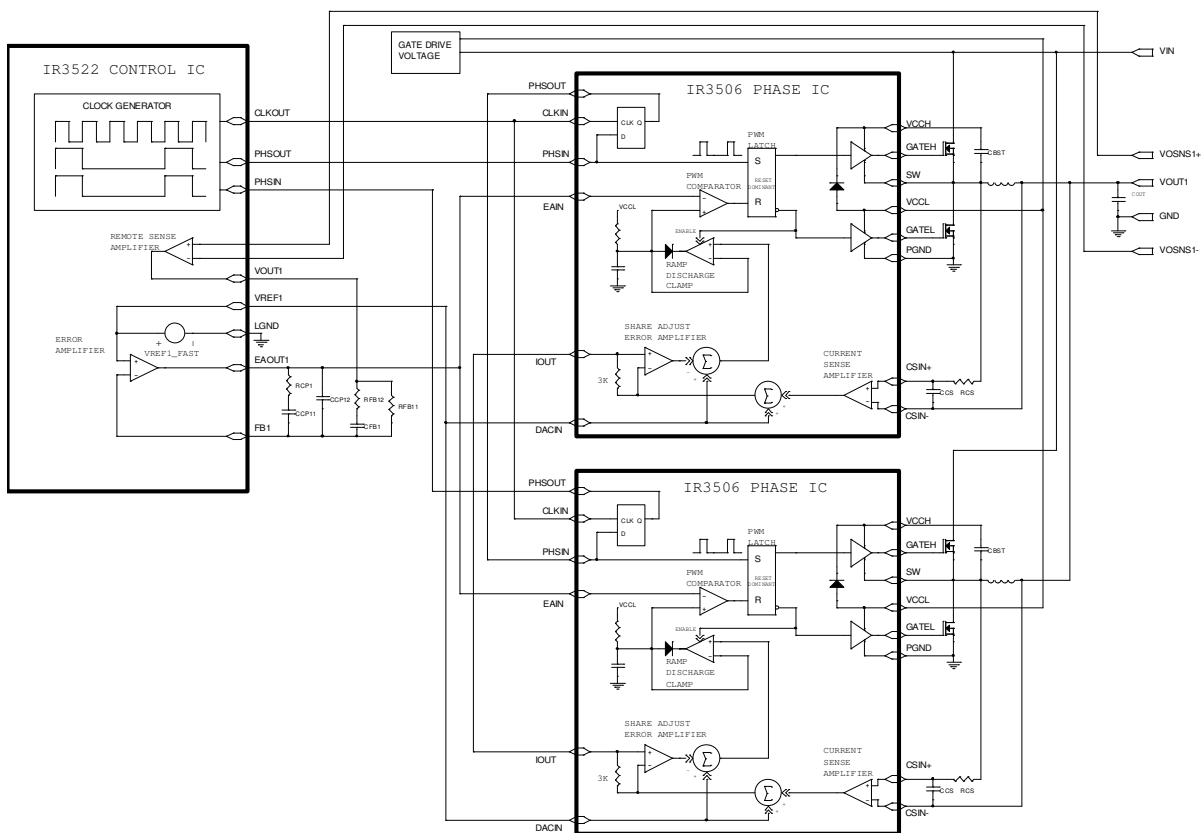 GATE DRIVE
VOLTAGE
VIN
IR3522 CONTROL IC
CLOCK GENERATOR
CLKOUT
PHSOUT
PHSIN
REMOTE SENSE
AMPLIFIER
+
−
VOUT1
VREF1
LGND
ERROR
AMPLIFIER
+
−
+
VREF1_FAST
EAOUT1
FB1
RCP1
CCP11
CCP12
RFB12
CFB1
RFB11
IR3506 PHASE IC
PHSOUT
CLKIN
CLK Q
D
PHSIN
PWM
LATCH
S
RESET
DOMINANT
R
PWM
COMPARATOR
−
+
EAIN
VCCL
ENABLE
+
−
RAMP
DISCHARGE
CLAMP
SHARE ADJUST
ERROR AMPLIFIER
IOUT
+
−
3K
Σ
−
+
Σ
+
+
CURRENT
SENSE
AMPLIFIER
+
−
DACIN
VCCH
GATEH
SW
VCCL
GATEL
PGND
CSIN+
CSIN-
CBST
CCS
RCS
VOSNS1+
VOUT1
COUT
GND
VOSNS1-
IR3506 PHASE IC
PHSOUT
CLKIN
CLK Q
D
PHSIN
PWM
LATCH
S
RESET
DOMINANT
R
PWM
COMPARATOR
−
+
EAIN
VCCL
ENABLE
+
−
RAMP
DISCHARGE
CLAMP
SHARE ADJUST
ERROR AMPLIFIER
IOUT
+
−
3K
Σ
−
+
Σ
+
+
CURRENT
SENSE
AMPLIFIER
+
−
DACIN
VCCH
GATEH
SW
VCCL
GATEL
PGND
CSIN+
CSIN-
CBST
CCS
RCS